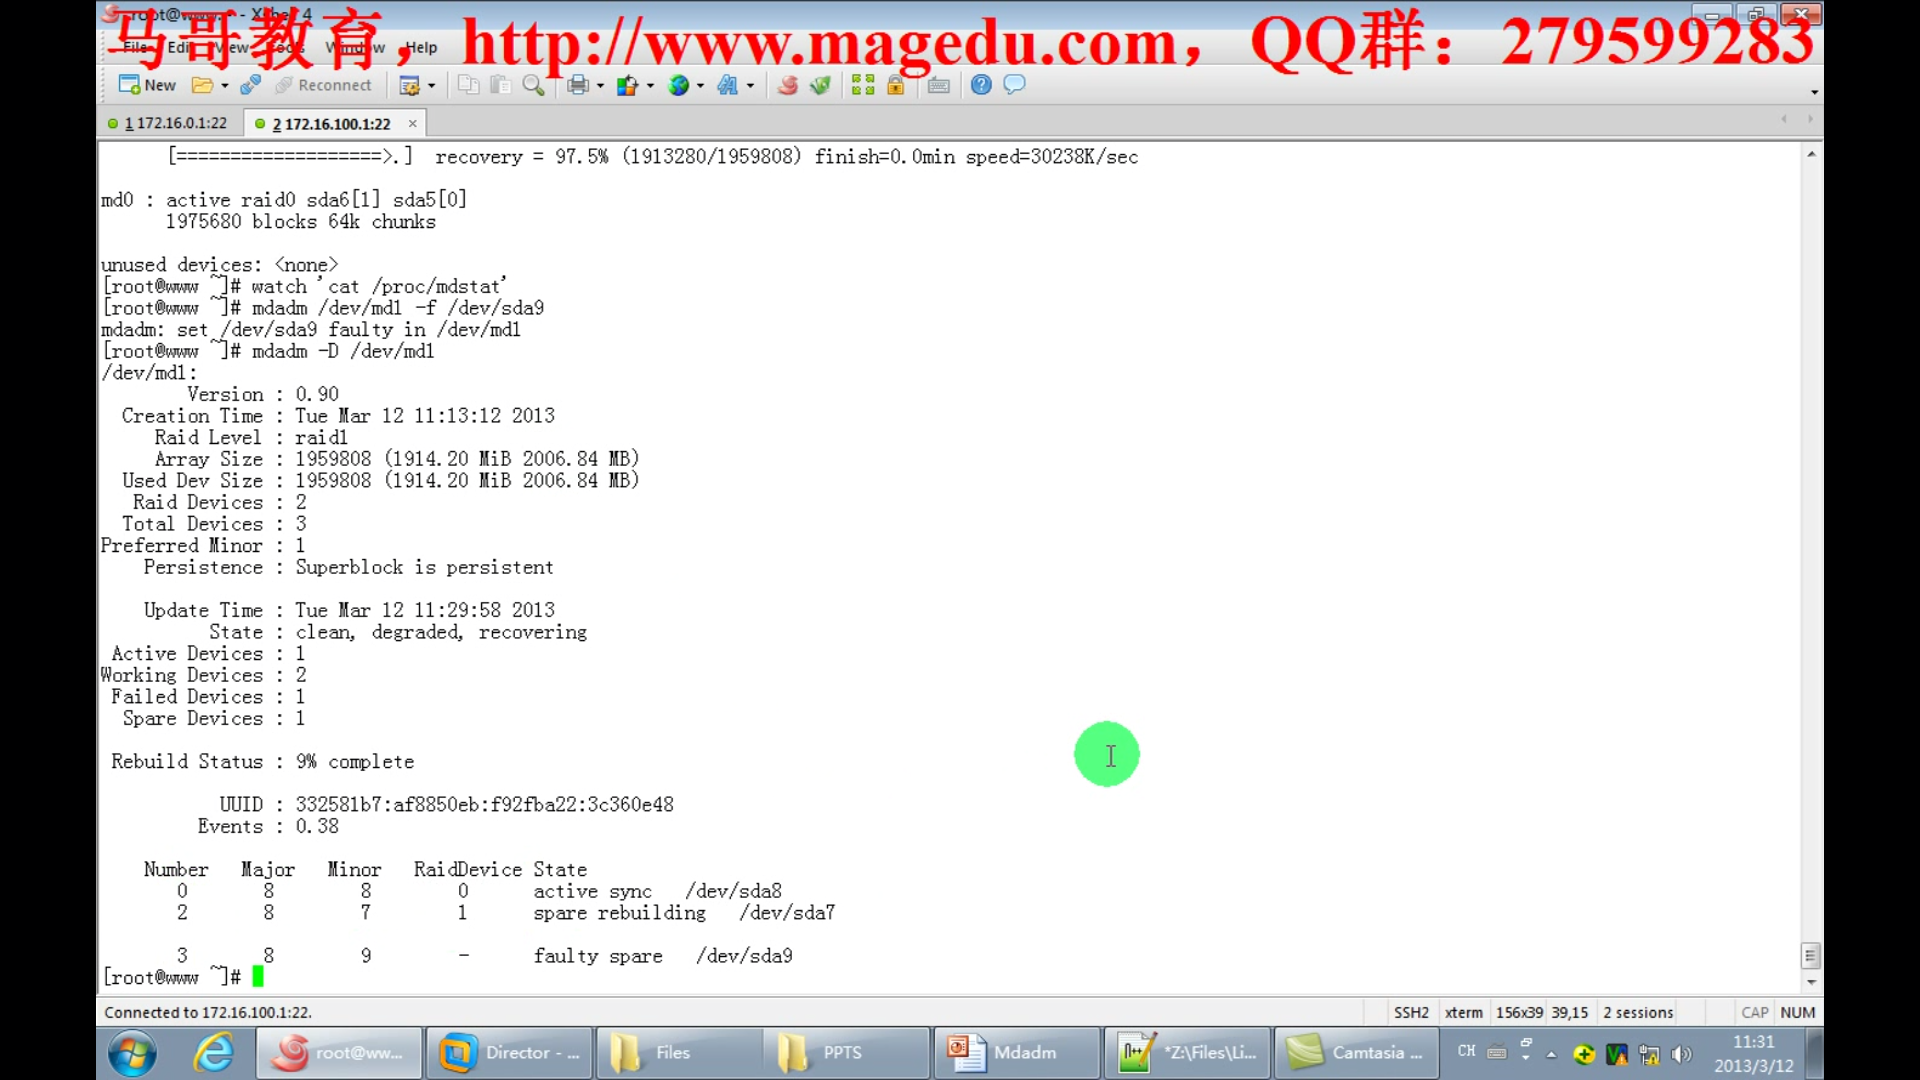 root@www:~ - Xshell 4
马哥教育，http://www.magedu.com，QQ群：279599283
File Edit View Tools Window Help
New Reconnect
1 172.16.0.1:22 2 172.16.100.1:22
[===================>.] recovery = 97.5% (1913280/1959808) finish=0.0min speed=30238K/sec
md0 : active raid0 sda6[1] sda5[0]
1975680 blocks 64k chunks
unused devices: <none>
[root@www ~]# watch 'cat /proc/mdstat'
[root@www ~]# mdadm /dev/md1 -f /dev/sda9
mdadm: set /dev/sda9 faulty in /dev/md1
[root@www ~]# mdadm -D /dev/md1
/dev/md1:
Version : 0.90
Creation Time : Tue Mar 12 11:13:12 2013
Raid Level : raid1
Array Size : 1959808 (1914.20 MiB 2006.84 MB)
Used Dev Size : 1959808 (1914.20 MiB 2006.84 MB)
Raid Devices : 2
Total Devices : 3
Preferred Minor : 1
Persistence : Superblock is persistent
Update Time : Tue Mar 12 11:29:58 2013
State : clean, degraded, recovering
Active Devices : 1
Working Devices : 2
Failed Devices : 1
Spare Devices : 1
Rebuild Status : 9% complete
UUID : 332581b7:af8850eb:f92fba22:3c360e48
Events : 0.38
Number Major Minor RaidDevice State
0 8 8 0 active sync /dev/sda8
2 8 7 1 spare rebuilding /dev/sda7
3 8 9 - faulty spare /dev/sda9
[root@www ~]#
Connected to 172.16.100.1:22. SSH2 xterm 156x39 39,15 2 sessions CAP NUM
root@ww... Director - ... Files PPTS Mdadm *Z:\Files\Li... Camtasia ... CH 11:31
2013/3/12